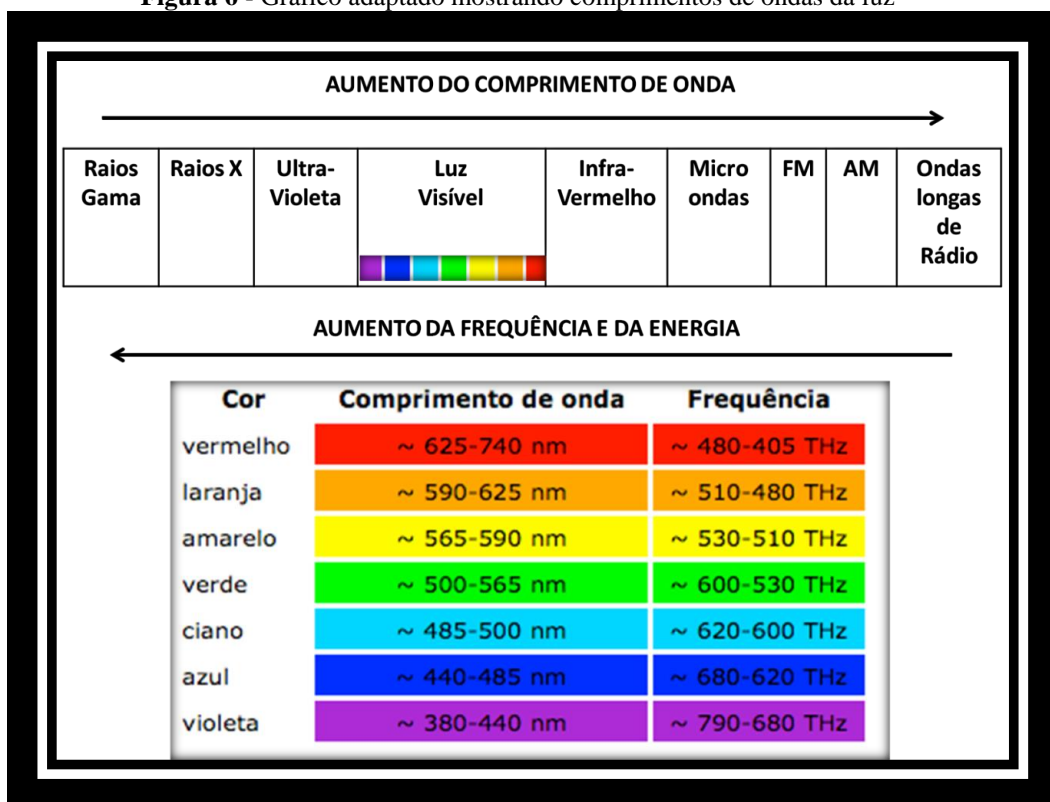 Figura 6 - Gráfico adaptado mostrando comprimentos de ondas da luz
AUMENTO DO COMPRIMENTO DE ONDA
Raios Gama Raios X Ultra-Violeta Luz Visível Infra-Vermelho Micro ondas FM AM Ondas longas de Rádio
AUMENTO DA FREQUÊNCIA E DA ENERGIA
Cor Comprimento de onda Frequência
vermelho ~ 625-740 nm ~ 480-405 THz
laranja ~ 590-625 nm ~ 510-480 THz
amarelo ~ 565-590 nm ~ 530-510 THz
verde ~ 500-565 nm ~ 600-530 THz
ciano ~ 485-500 nm ~ 620-600 THz
azul ~ 440-485 nm ~ 680-620 THz
violeta ~ 380-440 nm ~ 790-680 THz